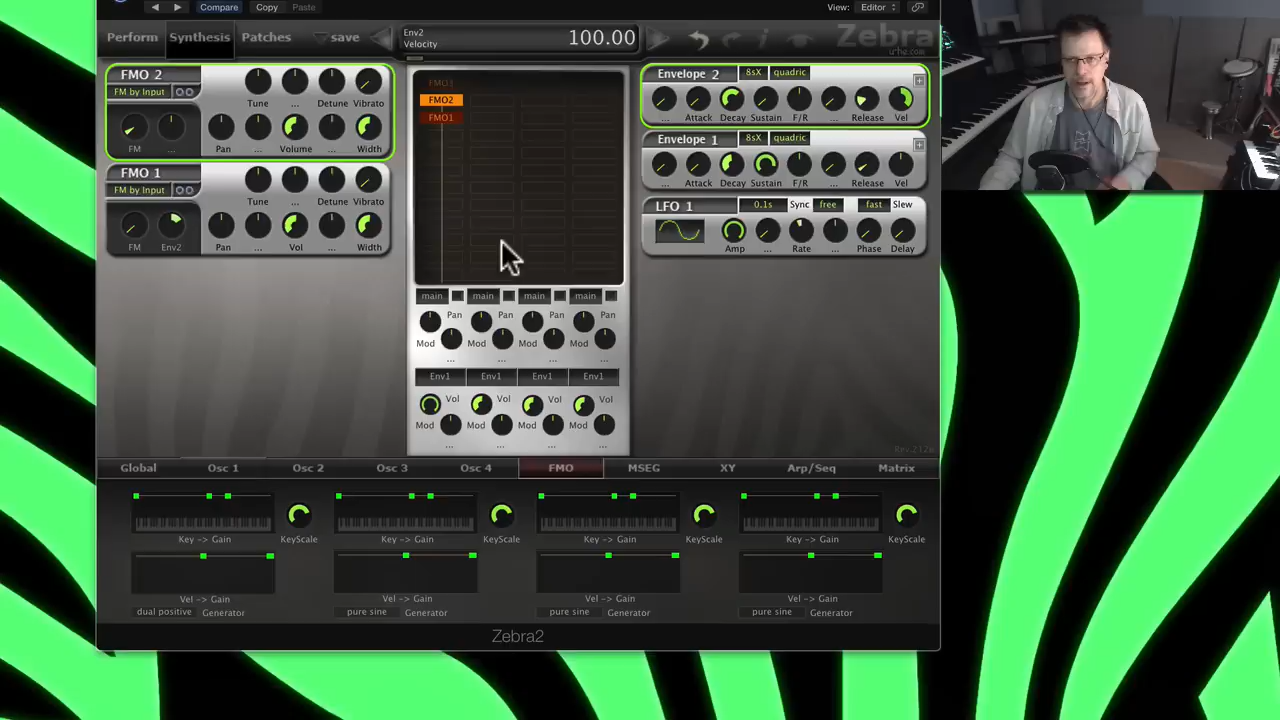 Compare Copy Paste View: Editor
Perform Synthesis Patches save Env2 Velocity 100.00 Zebra
u-he.com
FMO 2
FM by Input
Tune ... Detune Vibrato
FM ... Pan ... Volume ... Width
FMO 1
FM by Input
Tune ... Detune Vibrato
FM Env2 Pan ... Vol ... Width
FMO3
FMO2
FMO1
main main main main
Pan Pan Pan Pan
Mod Mod Mod Mod
... ... ... ...
Env1 Env1 Env1 Env1
Vol Vol Vol Vol
Mod Mod Mod Mod
... ... ... ...
Envelope 2 8sX quadric
... Attack Decay Sustain F/R ... Release Vel
Envelope 1 8sX quadric
... Attack Decay Sustain F/R ... Release Vel
LFO 1 0.1s Sync free fast Slew
Amp ... Rate ... Phase Delay
Global Osc 1 Osc 2 Osc 3 Osc 4 FMO MSEG XY Arp/Seq Matrix
Key -> Gain KeyScale Key -> Gain KeyScale Key -> Gain KeyScale Key -> Gain KeyScale
Vel -> Gain Vel -> Gain Vel -> Gain Vel -> Gain
dual positive Generator pure sine Generator pure sine Generator pure sine Generator
Zebra2